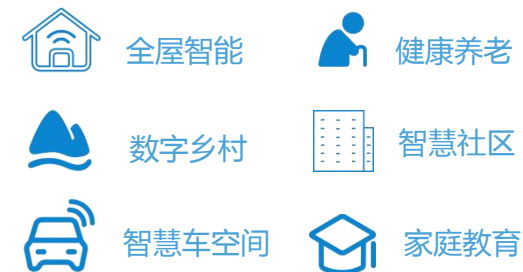 全屋智能
健康养老
数字乡村
智慧社区
智慧车空间
家庭教育